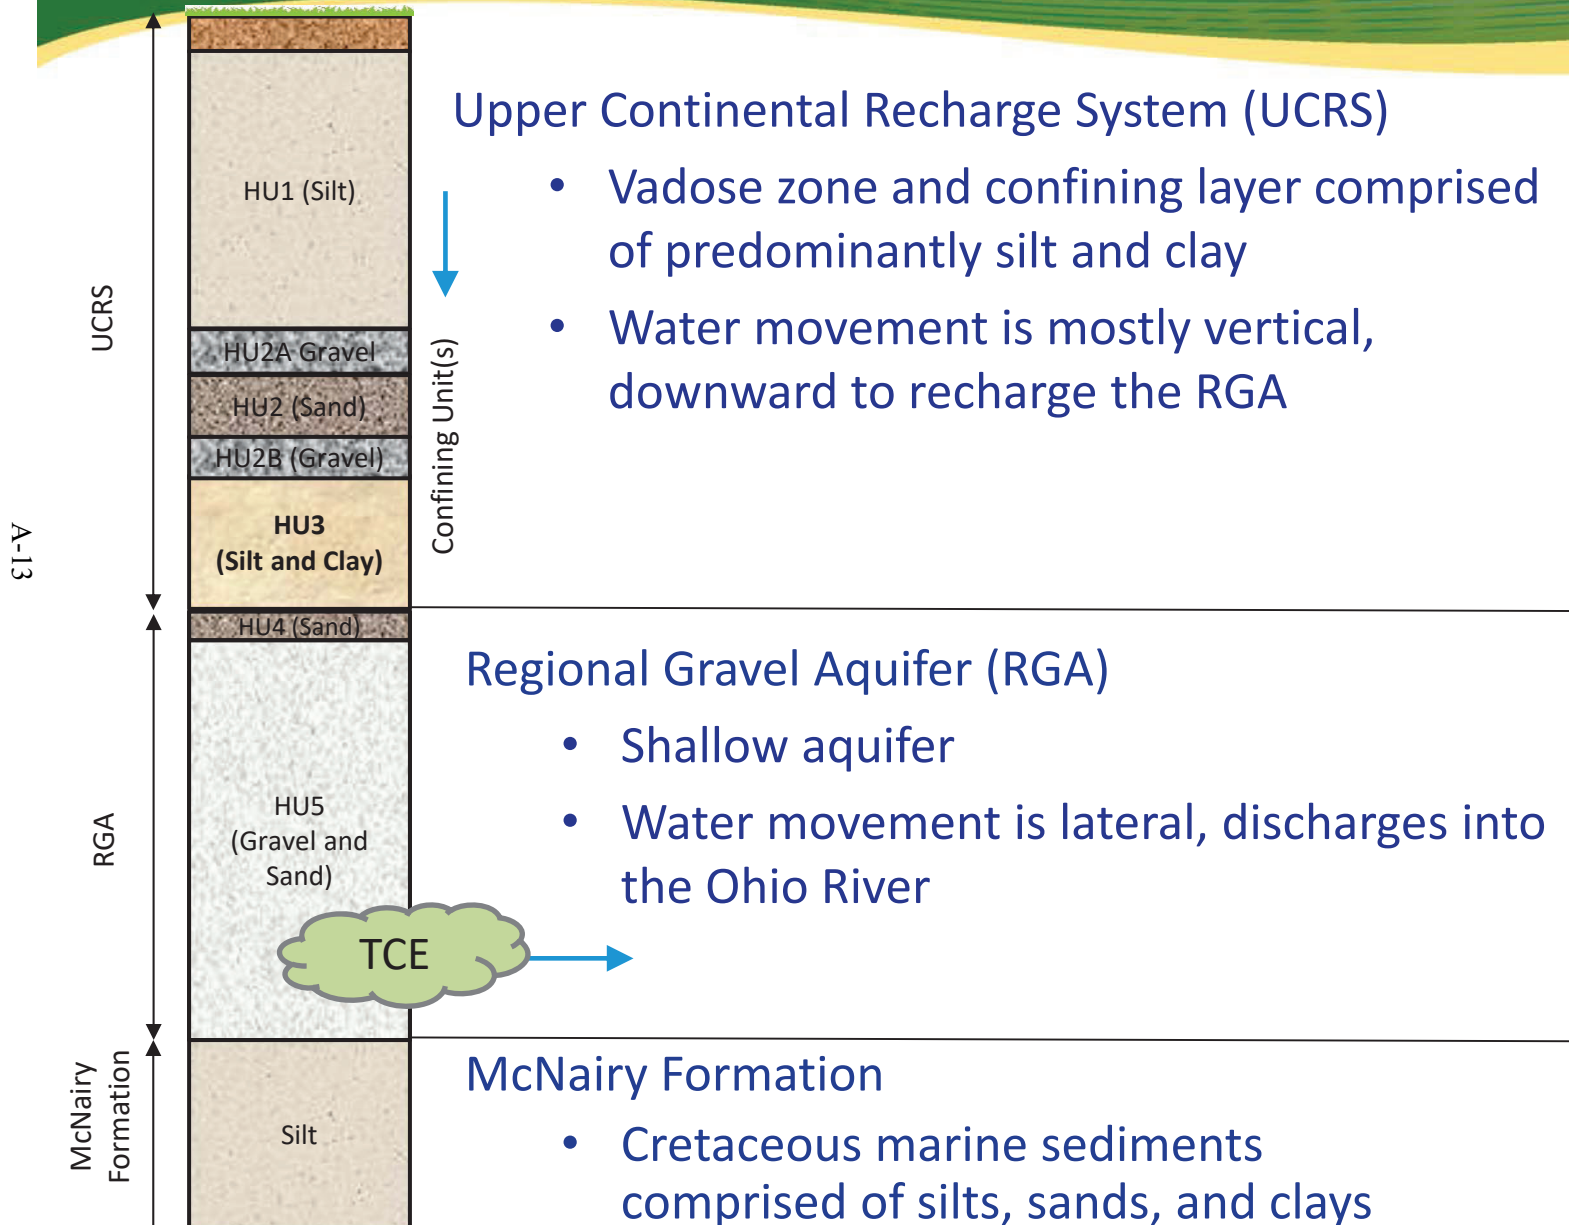 Upper Continental Recharge System (UCRS)
• Vadose zone and confining layer comprised
of predominantly silt and clay
• Water movement is mostly vertical,
downward to recharge the RGA
UCRS
HU1 (Silt)
HU2A Gravel
HU2 (Sand)
HU2B (Gravel)
HU3
(Silt and Clay)
Confining Unit(s)
A-13
HU4 (Sand)
Regional Gravel Aquifer (RGA)
• Shallow aquifer
• Water movement is lateral, discharges into
the Ohio River
RGA
HU5
(Gravel and
Sand)
TCE
McNairy
Formation
Silt
McNairy Formation
• Cretaceous marine sediments
comprised of silts, sands, and clays